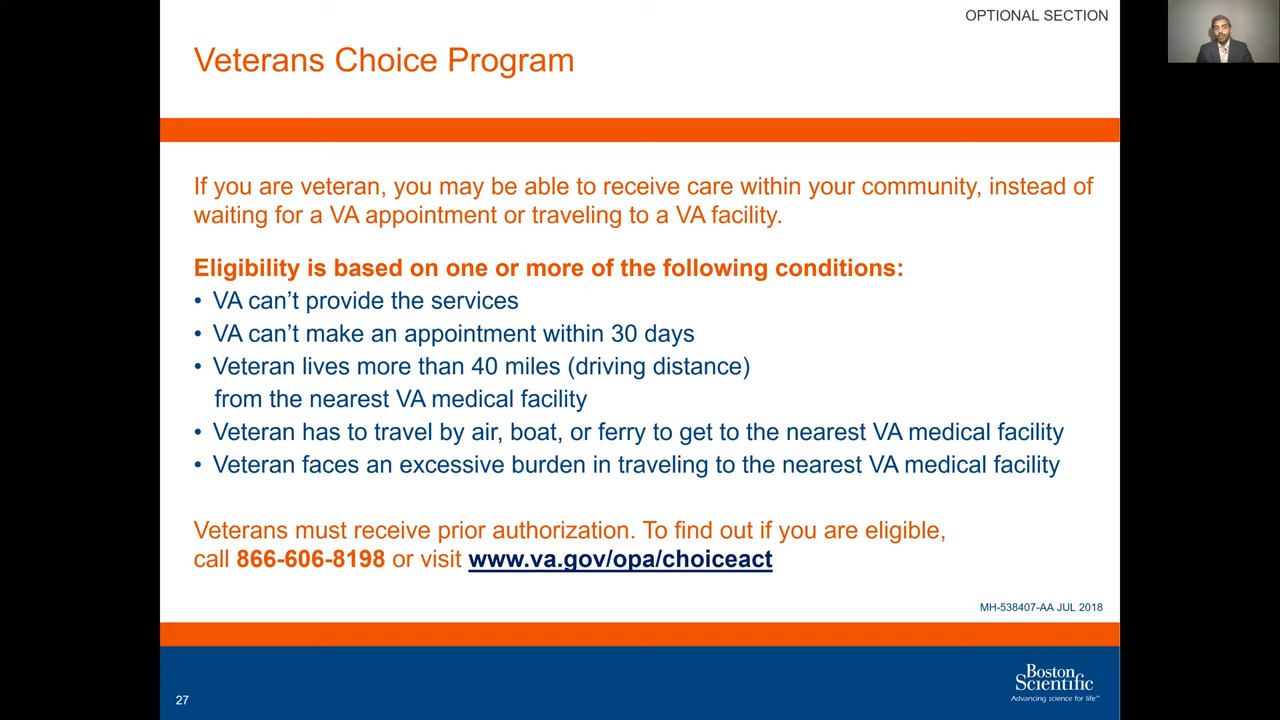 OPTIONAL SECTION
Veterans Choice Program
If you are veteran, you may be able to receive care within your community, instead of
waiting for a VA appointment or traveling to a VA facility.
Eligibility is based on one or more of the following conditions:
• VA can’t provide the services
• VA can’t make an appointment within 30 days
• Veteran lives more than 40 miles (driving distance)
from the nearest VA medical facility
• Veteran has to travel by air, boat, or ferry to get to the nearest VA medical facility
• Veteran faces an excessive burden in traveling to the nearest VA medical facility
Veterans must receive prior authorization. To find out if you are eligible,
call 866-606-8198 or visit www.va.gov/opa/choiceact
MH-538407-AA JUL 2018
Boston
Scientific
Advancing science for life™
27